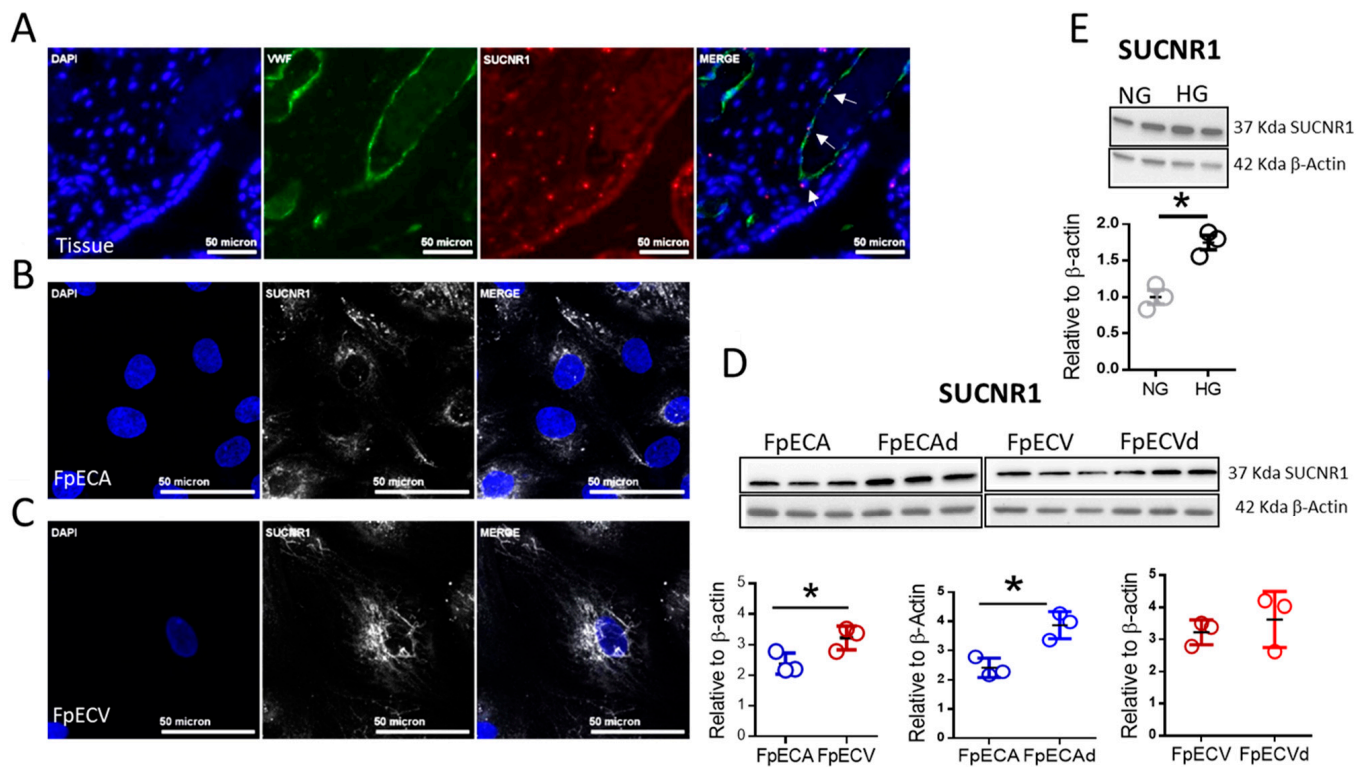 A
DAPI
VWF
SUCNR1
MERGE
Tissue
50 micron
50 micron
50 micron
50 micron
B
DAPI
SUCNR1
MERGE
FpECA
50 micron
50 micron
50 micron
C
DAPI
SUCNR1
MERGE
FpECV
50 micron
50 micron
50 micron
E
SUCNR1
NG HG
37 Kda SUCNR1
42 Kda β-Actin
*
Relative to β-actin
2.0
1.5
1.0
0.5
0.0
NG HG
D
SUCNR1
FpECA FpECAd FpECV FpECVd
37 Kda SUCNR1
42 Kda β-Actin
Relative to β-actin
5
4
3
2
1
0
*
FpECA FpECV
Relative to β-Actin
5
4
3
2
1
0
*
FpECA FpECAd
Relative to β-actin
5
4
3
2
1
0
FpECV FpECVd